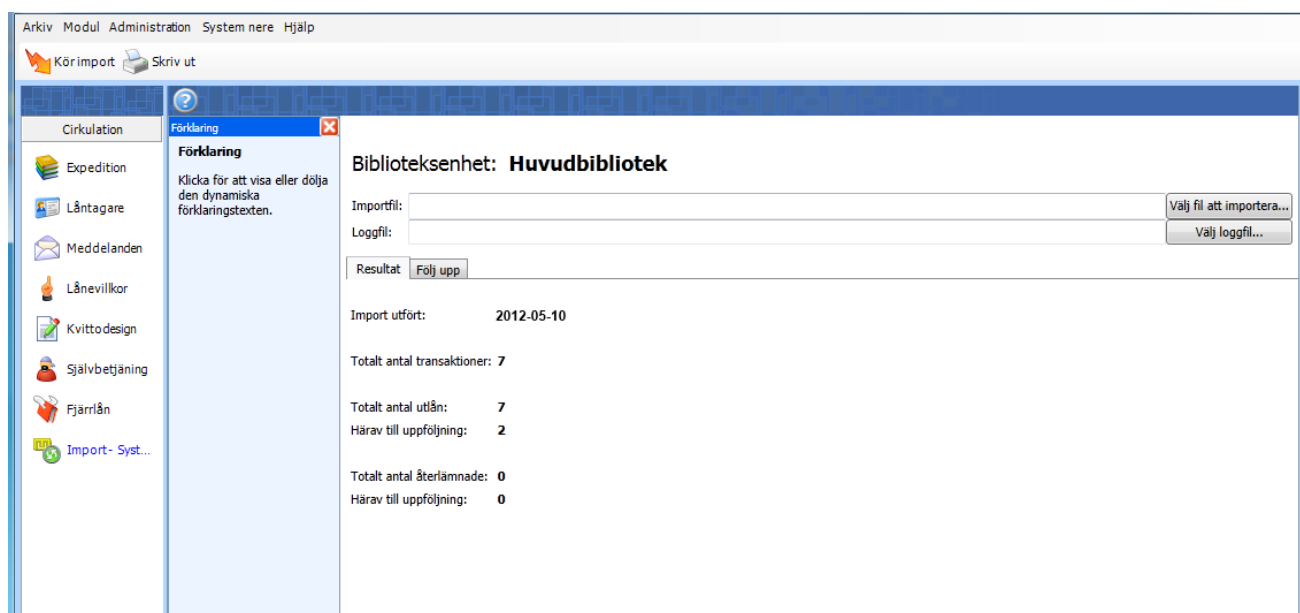 Arkiv Modul Administration System nere Hjälp
Kör import Skriv ut
Cirkulation
Expedition
Låntagare
Meddelanden
Lånevillkor
Kvittodesign
Självbetjäning
Fjärrlån
Import- Syst...
Förklaring
Förklaring
Klicka för att visa eller dölja
den dynamiska
förklaringstexten.
Biblioteksenhet: Huvudbibliotek
Importfil: Välj fil att importera...
Loggfil: Välj loggfil...
Resultat Följ upp
Import utfört: 2012-05-10
Totalt antal transaktioner: 7
Totalt antal utlån: 7
Härav till uppföljning: 2
Totalt antal återlämnade: 0
Härav till uppföljning: 0